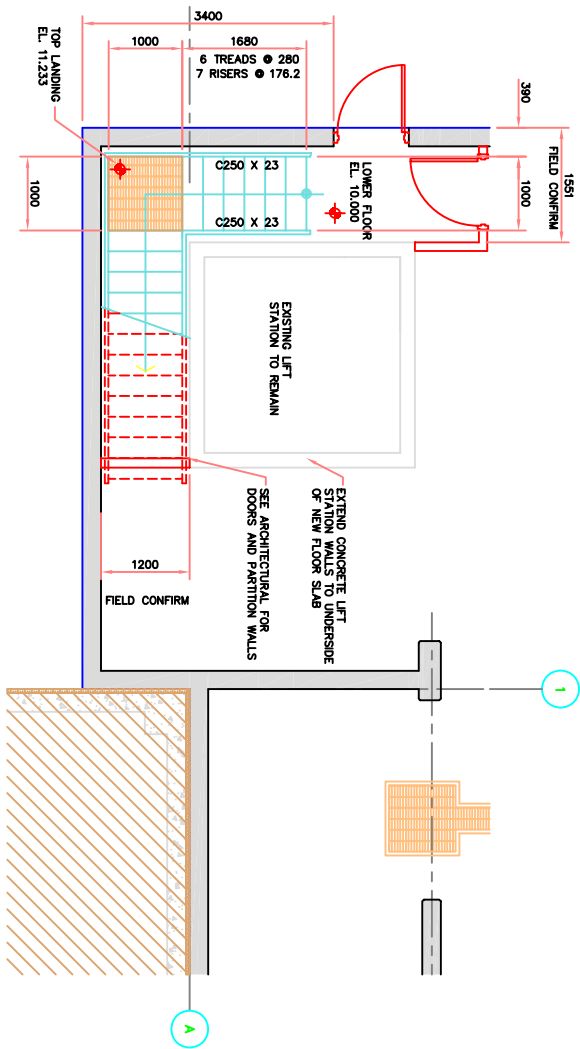 3400
1000
1680
6 TREADS @ 280
7 RISERS @ 176.2
390
TOP LANDING
EL. 11.233
1551
FIELD CONFIRM
1000
1000
C250 X 23
C250 X 23
LOWER FLOOR
EL. 10.000
EXISTING LIFT
STATION TO REMAIN
EXTEND CONCRETE LIFT
STATION WALLS TO UNDERSIDE
OF NEW FLOOR SLAB
SEE ARCHITECTURAL FOR
DOORS AND PARTITION WALLS
1200
FIELD CONFIRM
1
A